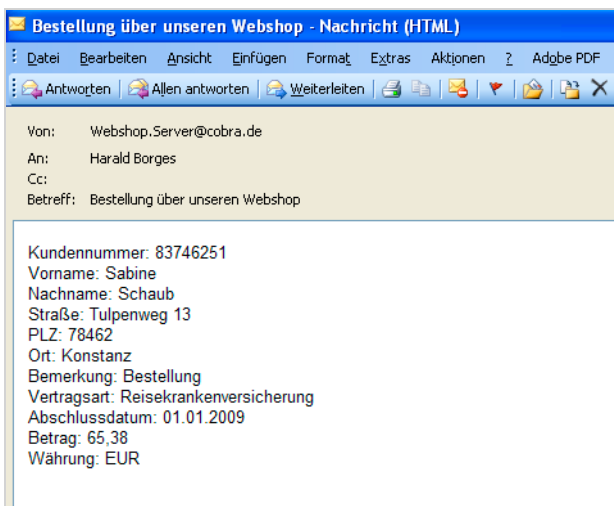 Bestellung über unseren Webshop - Nachricht (HTML)
Datei Bearbeiten Ansicht Einfügen Format Extras Aktionen ? Adobe PDF
Antworten Allen antworten Weiterleiten
Von: Webshop.Server@cobra.de
An: Harald Borges
Cc:
Betreff: Bestellung über unseren Webshop
Kundennummer: 83746251
Vorname: Sabine
Nachname: Schaub
Straße: Tulpenweg 13
PLZ: 78462
Ort: Konstanz
Bemerkung: Bestellung
Vertragsart: Reisekrankenversicherung
Abschlussdatum: 01.01.2009
Betrag: 65,38
Währung: EUR